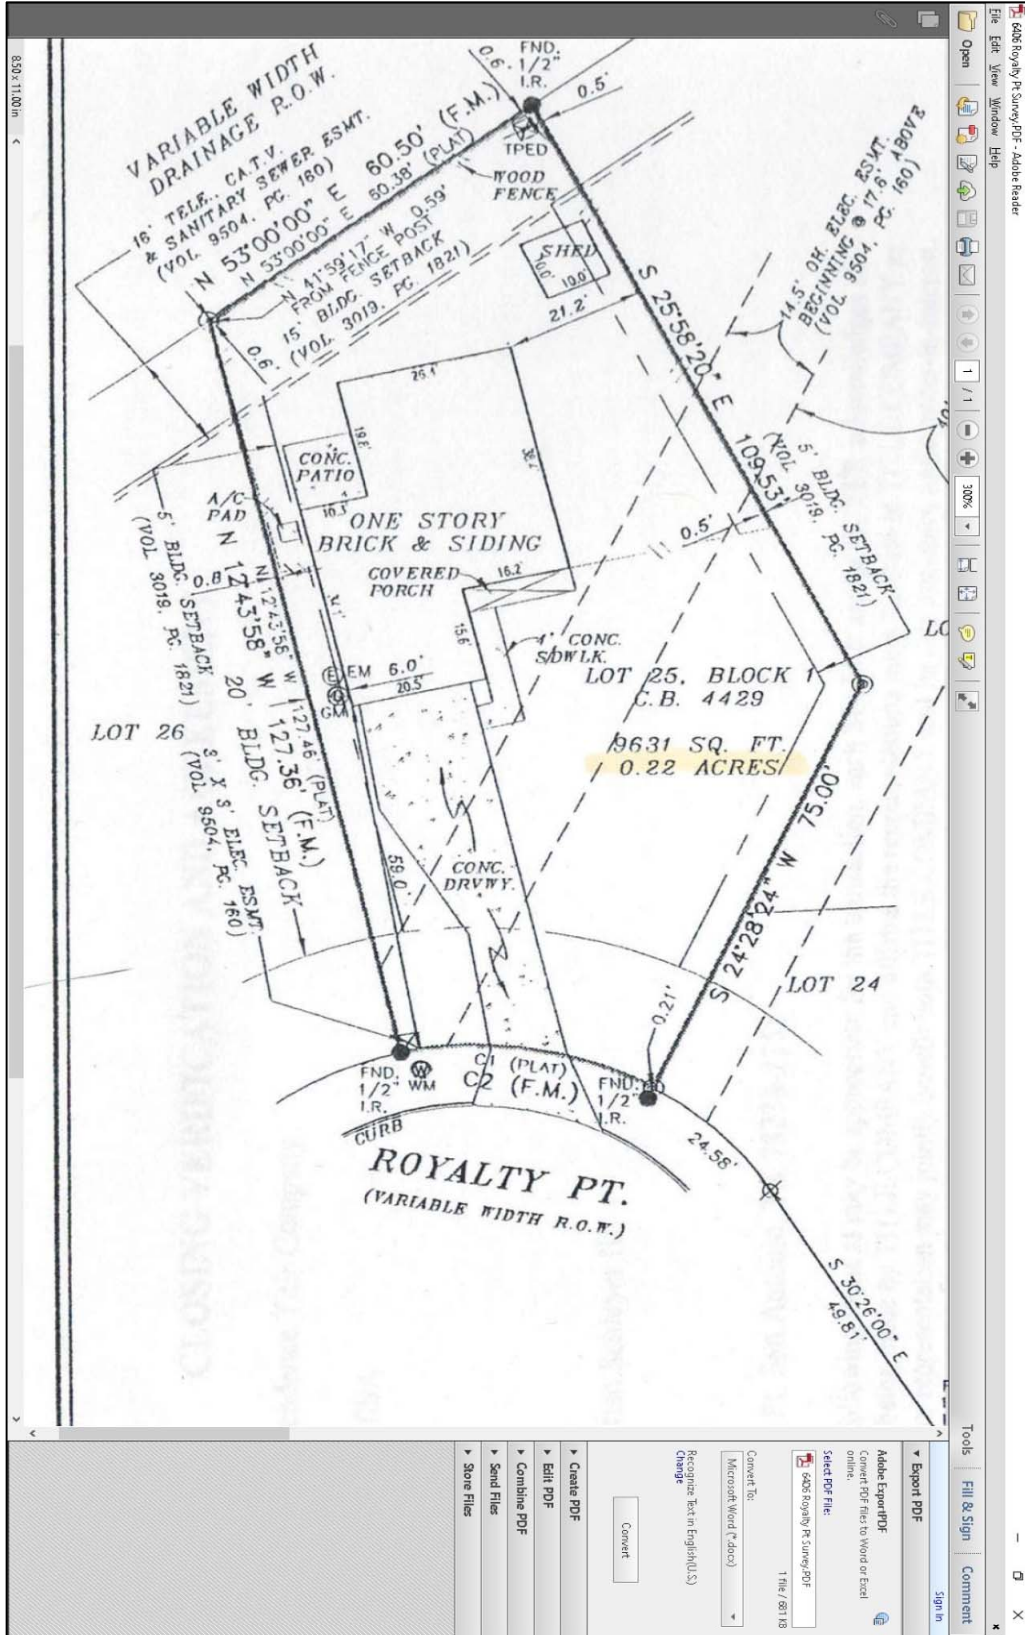 6406 Royalty Pt Survey.PDF - Adobe Reader
File Edit View Window Help
Open
1 / 1
300%
Tools
Fill & Sign
Comment
Sign In
Export PDF
Adobe ExportPDF
Convert PDF files to Word or Excel
online.
Select PDF File:
6406 Royalty Pt Survey.PDF
1 file / 681 KB
Convert To:
Microsoft Word (*.docx)
Recognize Text in English(U.S.)
Change
Convert
Create PDF
Edit PDF
Combine PDF
Send Files
Store Files
8.50 x 11.00 in
VARIABLE WIDTH
DRAINAGE R.O.W.
16' TELE., CA.T.V.
& SANITARY SEWER ESMT.
(VOL 9504, PG. 160)
N 53°00'00" E 60.50' (F.M.)
N 53°00'00" E 60.38' (PLAT)
N 41°59'17" W 0.59'
FROM FENCE POST
15' BLDG. SETBACK
(VOL. 3019, PG. 1821)
0.6'
FND.
1/2"
I.R.
0.5'
TPED
WOOD
FENCE
SHED
10.0'
10.0'
21.2'
S 25°58'20" E
109.53'
14.5' OH. ELEC. ESMT.
BEGINNING @ 17.6' ABOVE
(VOL 9504, PG. 160)
5' BLDG. SETBACK
(VOL 3019, PG. 1821)
0.5'
0.6'
26.4'
19.8'
CONC.
PATIO
10.3'
A/C
PAD
ONE STORY
BRICK & SIDING
COVERED
PORCH
16.2'
15.6'
4' CONC.
S/DWLK.
LOT 25, BLOCK 1
C.B. 4429
9631 SQ. FT.
0.22 ACRES
LO
5' BLDG. SETBACK
(VOL 3019, PG. 1821)
0.8
N 12°43'58" W 127.46' (PLAT)
N 12°43'58" W 127.36' (F.M.)
20' BLDG. SETBACK
3' X 3' ELEC. ESMT.
(VOL 9504, PG. 160)
LOT 26
E EM
G
GM
6.0'
20.5'
59.0'
CONC.
DRVWY.
S 24°28'24" W 75.00'
LOT 24
0.21'
FND.
1/2"
I.R.
W
WM
C1 (PLAT)
C2 (F.M.)
FND.
1/2"
I.R.
24.58'
CURB
ROYALTY PT.
(VARIABLE WIDTH R.O.W.)
S 30°26'00" E
49.81'